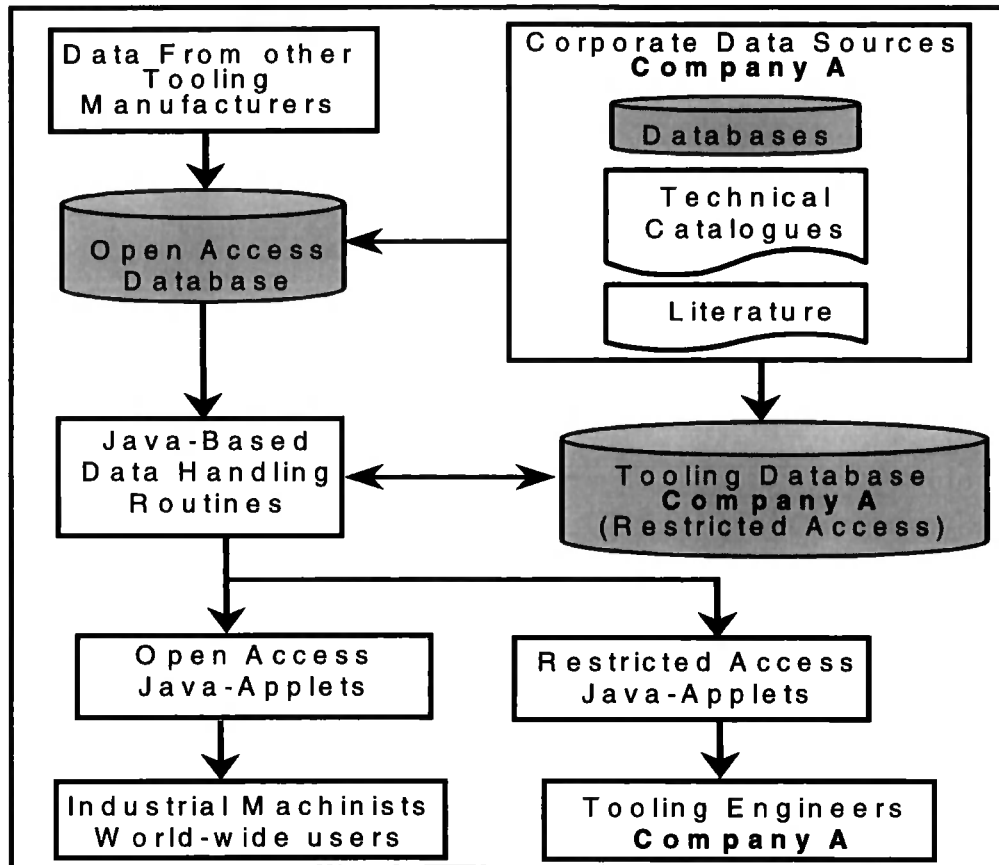 Data From other
Tooling
Manufacturers
Corporate Data Sources
Company A
Databases
Technical
Catalogues
Literature
Open Access
Database
Java-Based
Data Handling
Routines
Tooling Database
Company A
(Restricted Access)
Open Access
Java-Applets
Restricted Access
Java-Applets
Industrial Machinists
World-wide users
Tooling Engineers
Company A